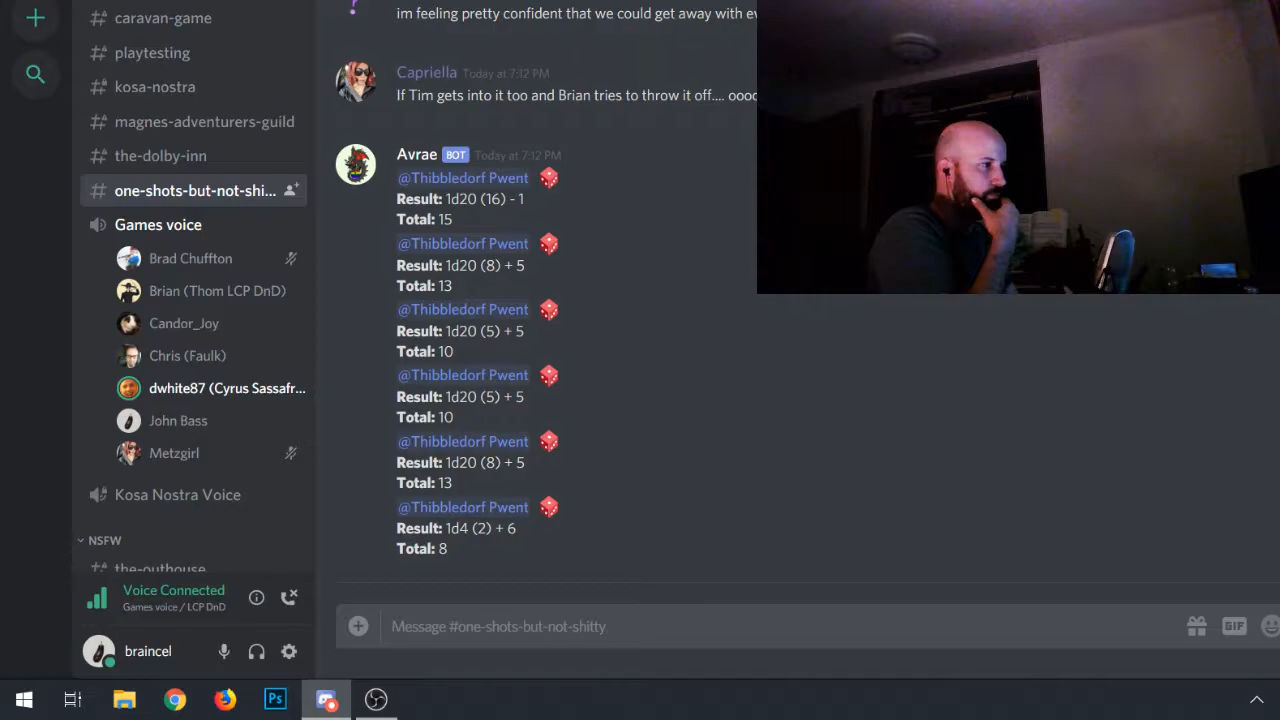 caravan-game
playtesting
kosa-nostra
magnes-adventurers-guild
the-dolby-inn
one-shots-but-not-shi...
Games voice
Brad Chuffton
Brian (Thom LCP DnD)
Candor_Joy
Chris (Faulk)
dwhite87 (Cyrus Sassafr...
John Bass
Metzgirl
Kosa Nostra Voice
NSFW
the-outhouse
Voice Connected
Games voice / LCP DnD
braincel
im feeling pretty confident that we could get away with ev
Capriella Today at 7:12 PM
If Tim gets into it too and Brian tries to throw it off.... oooo
Avrae BOT Today at 7:12 PM
@Thibbledorf Pwent
Result: 1d20 (16) - 1
Total: 15
@Thibbledorf Pwent
Result: 1d20 (8) + 5
Total: 13
@Thibbledorf Pwent
Result: 1d20 (5) + 5
Total: 10
@Thibbledorf Pwent
Result: 1d20 (5) + 5
Total: 10
@Thibbledorf Pwent
Result: 1d20 (8) + 5
Total: 13
@Thibbledorf Pwent
Result: 1d4 (2) + 6
Total: 8
Message #one-shots-but-not-shitty
GIF
Ps